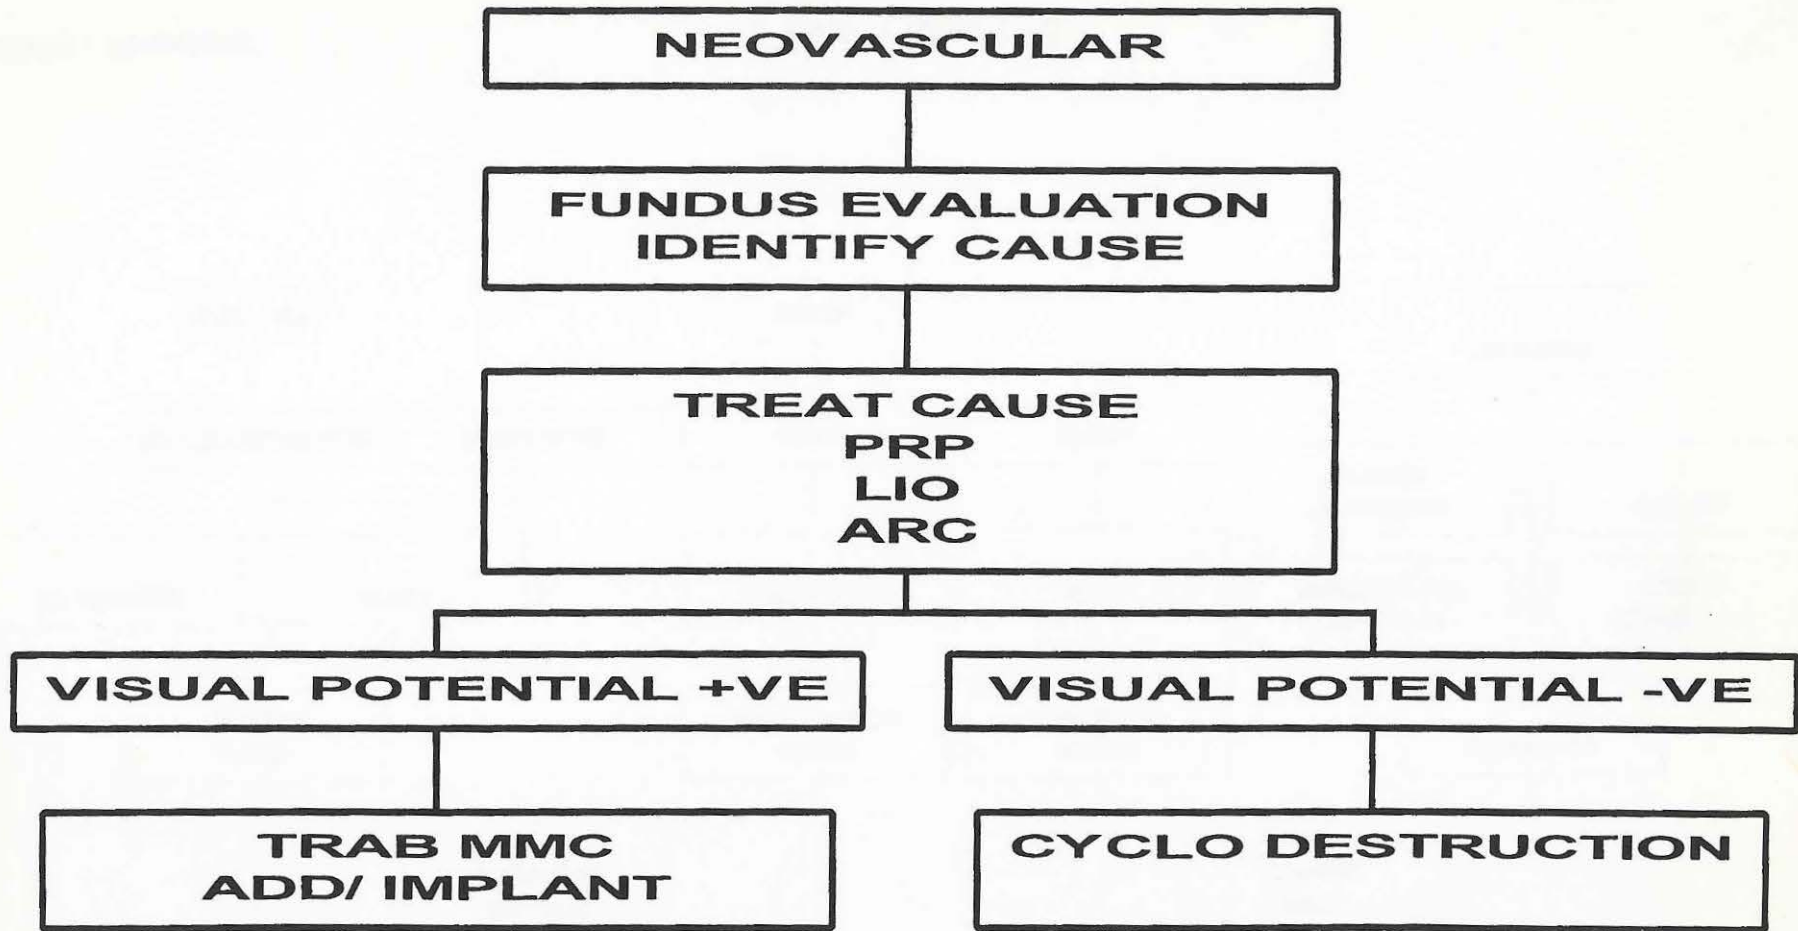 NEOVASCULAR
FUNDUS EVALUATION
IDENTIFY CAUSE
TREAT CAUSE
PRP
LIO
ARC
VISUAL POTENTIAL +VE
VISUAL POTENTIAL -VE
TRAB MMC
ADD/ IMPLANT
CYCLO DESTRUCTION